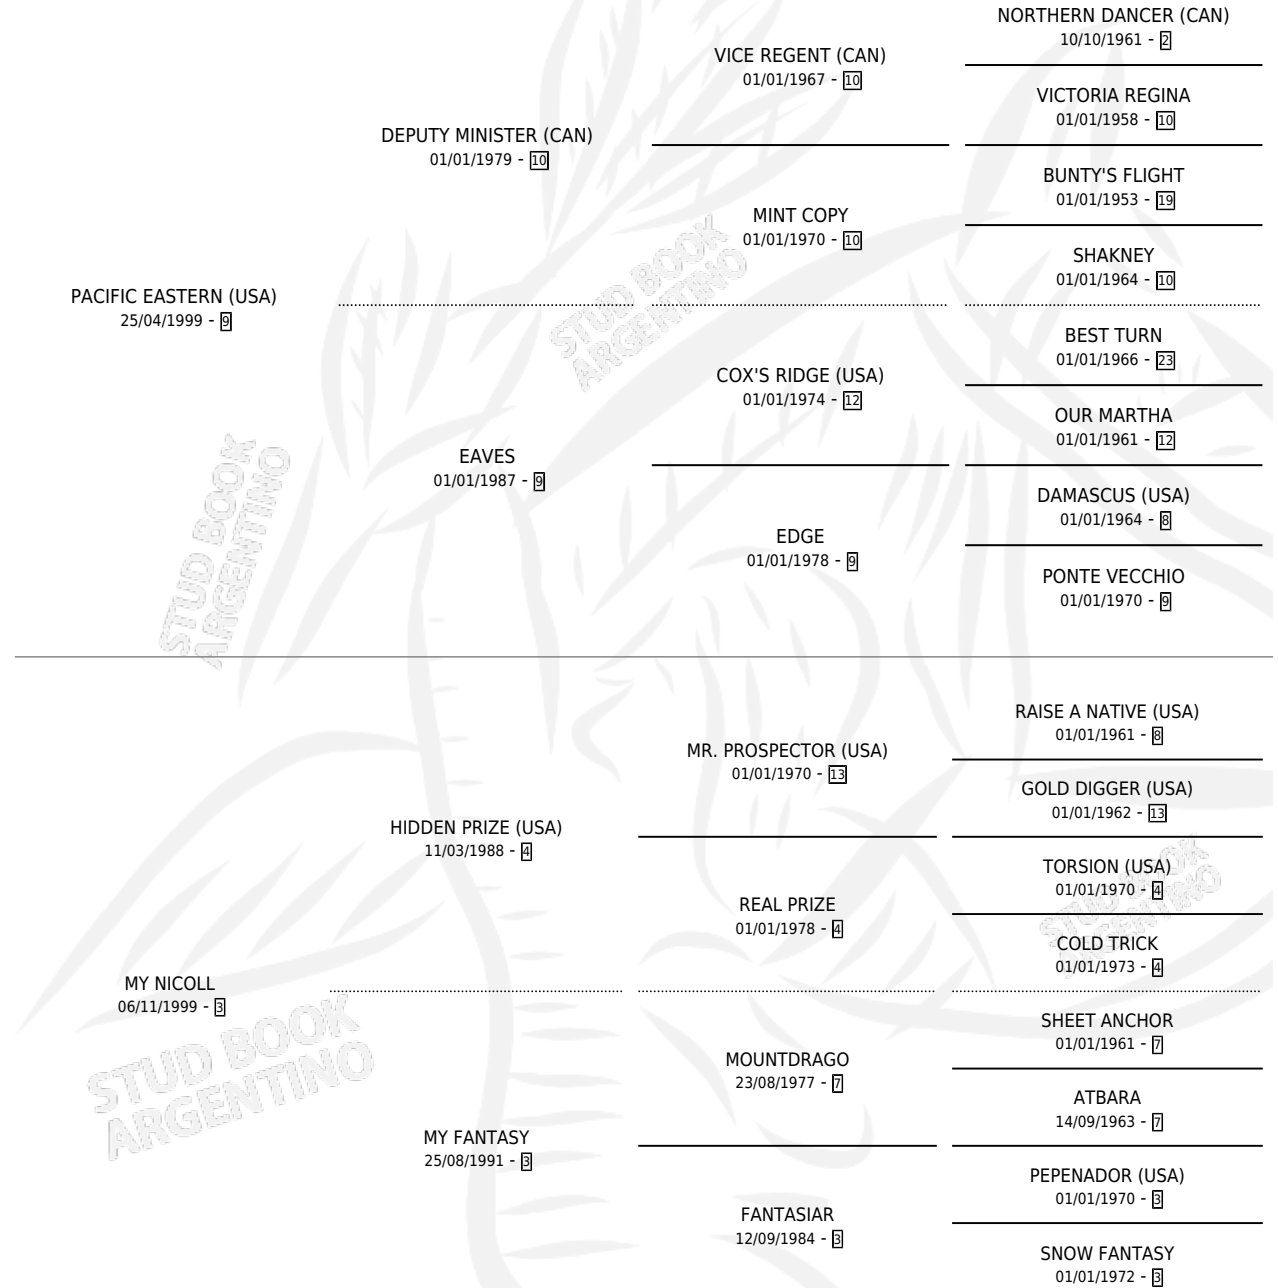 NORTHERN DANCER (CAN)
10/10/1961 - 2
VICE REGENT (CAN)
01/01/1967 - 10
VICTORIA REGINA
01/01/1958 - 10
DEPUTY MINISTER (CAN)
01/01/1979 - 10
BUNTY'S FLIGHT
01/01/1953 - 19
MINT COPY
01/01/1970 - 10
SHAKNEY
01/01/1964 - 10
PACIFIC EASTERN (USA)
25/04/1999 - 9
BEST TURN
01/01/1966 - 23
COX'S RIDGE (USA)
01/01/1974 - 12
OUR MARTHA
01/01/1961 - 12
EAVES
01/01/1987 - 9
DAMASCUS (USA)
01/01/1964 - 8
EDGE
01/01/1978 - 9
PONTE VECCHIO
01/01/1970 - 9
RAISE A NATIVE (USA)
01/01/1961 - 8
MR. PROSPECTOR (USA)
01/01/1970 - 13
GOLD DIGGER (USA)
01/01/1962 - 13
HIDDEN PRIZE (USA)
11/03/1988 - 4
TORSION (USA)
01/01/1970 - 4
REAL PRIZE
01/01/1978 - 4
COLD TRICK
01/01/1973 - 4
MY NICOLL
06/11/1999 - 3
SHEET ANCHOR
01/01/1961 - 7
MOUNTDRAGO
23/08/1977 - 7
ATBARA
14/09/1963 - 7
MY FANTASY
25/08/1991 - 3
PEPENADOR (USA)
01/01/1970 - 3
FANTASIAR
12/09/1984 - 3
SNOW FANTASY
01/01/1972 - 3
STUD BOOK
ARGENTINO
STUD BOOK
ARGENTINO
STUD BOOK
ARGENTINO
STUD BOOK
ARGENTINO